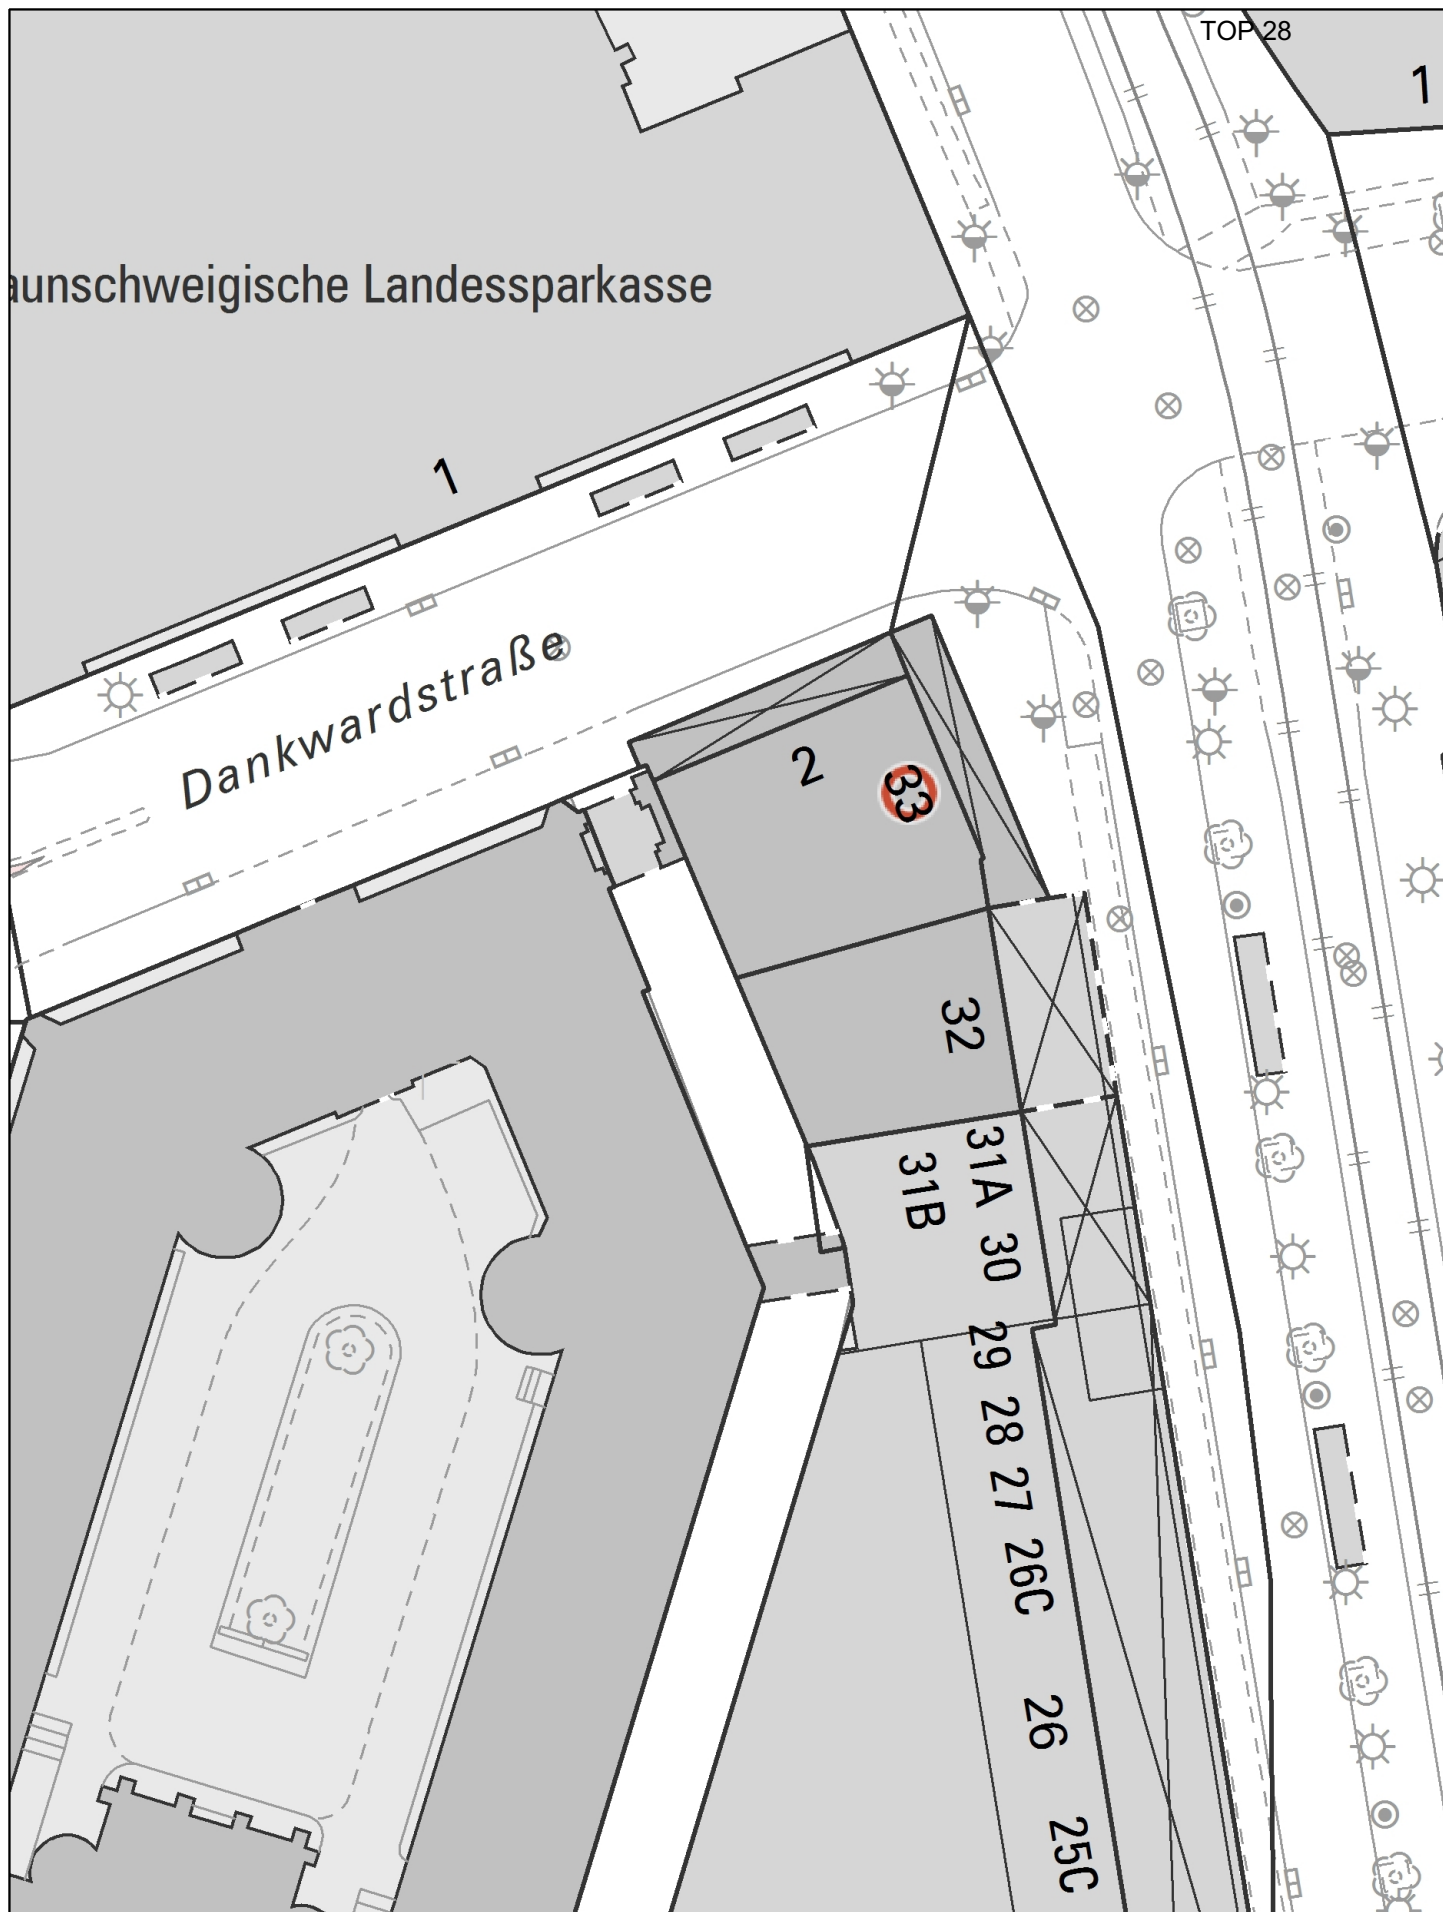 TOP 28
1
aunschweigische Landessparkasse
1
Dankwardstraße
2
33
32
31A
31B
30
29
28
27
26C
26
25C